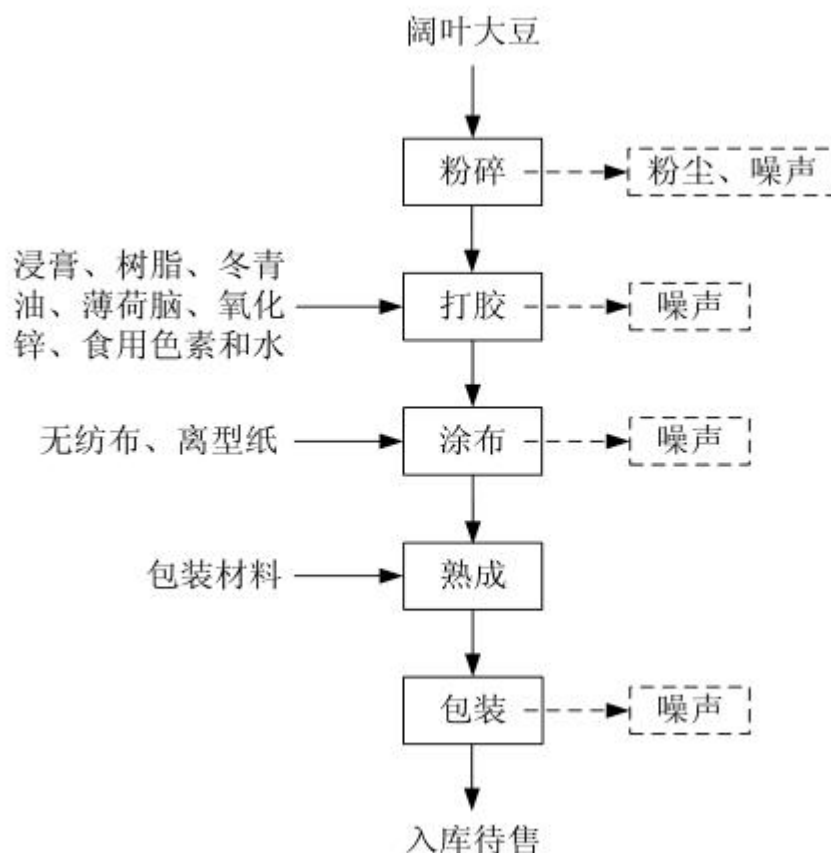 阔叶大豆
粉碎
粉尘、噪声
浸膏、树脂、冬青
油、薄荷脑、氧化
锌、食用色素和水
打胶
噪声
无纺布、离型纸
涂布
噪声
包装材料
熟成
包装
噪声
入库待售